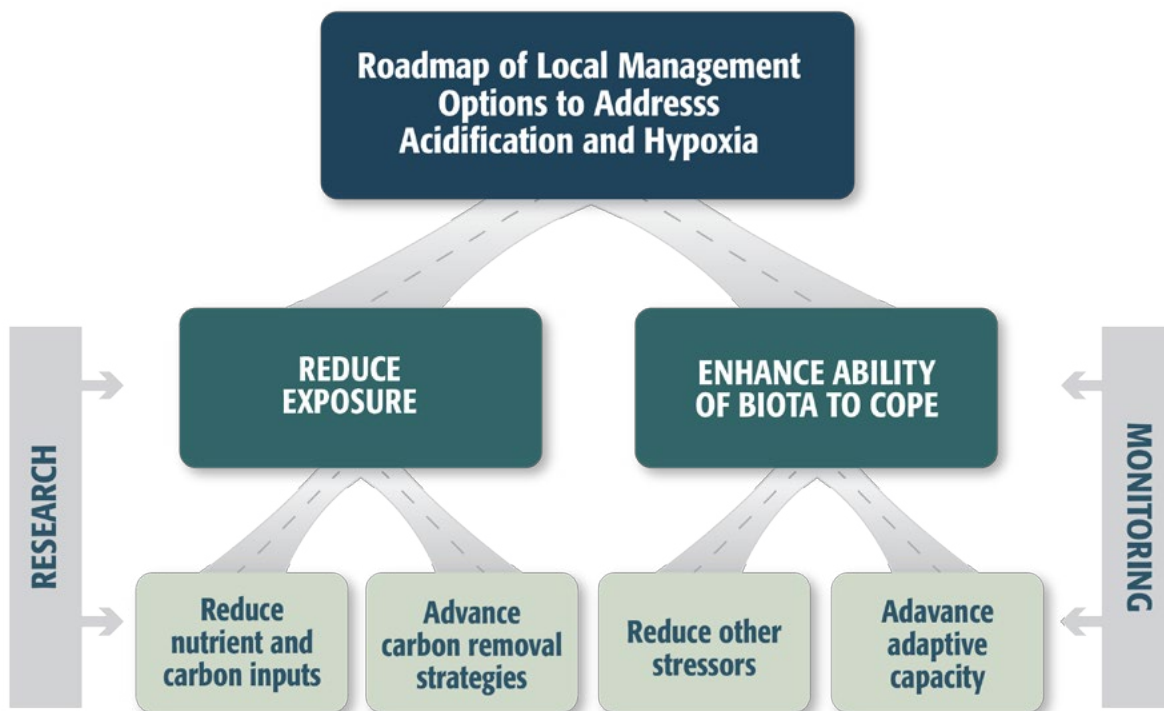 Roadmap of Local Management
Options to Addresss
Acidification and Hypoxia
REDUCE
EXPOSURE
ENHANCE ABILITY
OF BIOTA TO COPE
RESEARCH
MONITORING
Reduce
nutrient and
carbon inputs
Advance
carbon removal
strategies
Reduce other
stressors
Adavance
adaptive
capacity